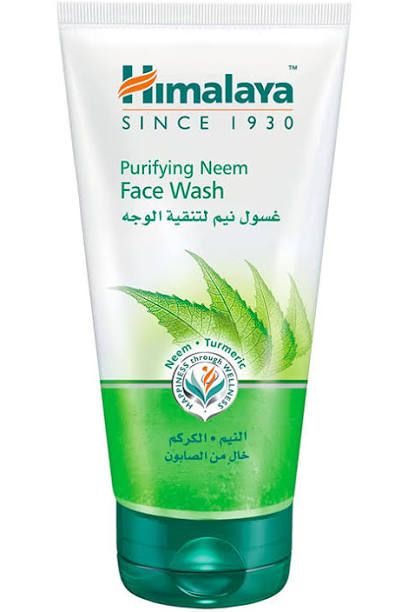 Himalaya™
SINCE 1930
Purifying Neem
Face Wash
غسول نيم لتنقية الوجه
Neem • Turmeric
HAPPINESS through WELLNESS
النيم • الكركم
خالٍ من الصابون